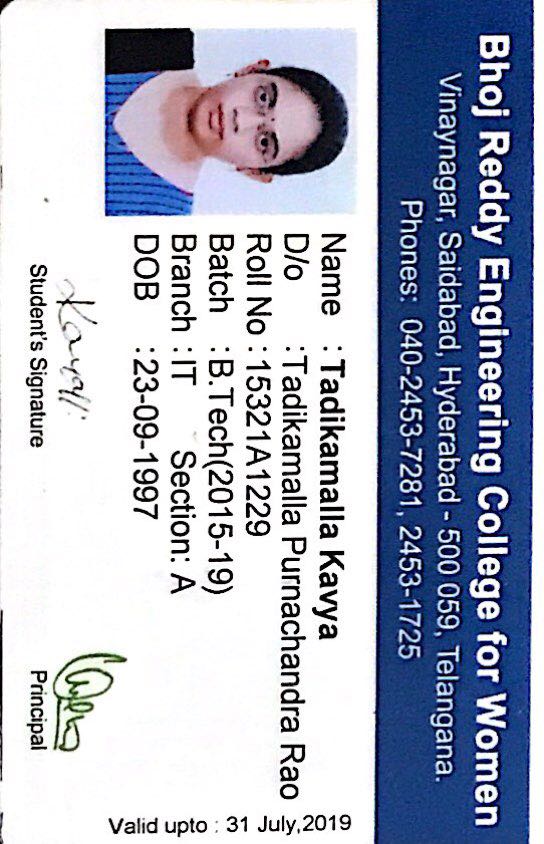 Bhoj Reddy Engineering College for Women
Vinaynagar, Saidabad, Hyderabad - 500 059, Telangana.
Phones: 040-2453-7281, 2453-1725
Name : Tadikamalla Kavya
D/o : Tadikamalla Purnachandra Rao
Roll No : 15321A1229
Batch : B.Tech(2015-19)
Branch : IT Section: A
DOB : 23-09-1997
Student's Signature
Principal
Valid upto : 31 July,2019